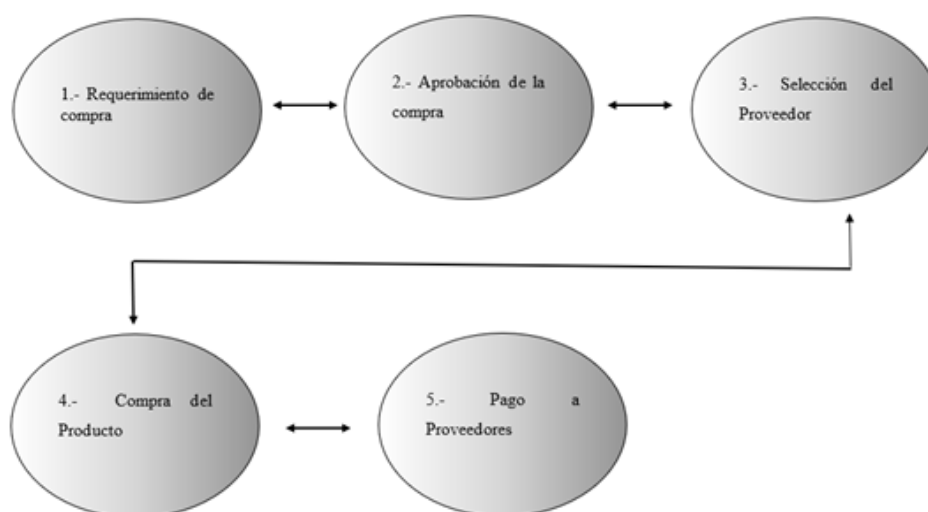 1.- Requerimiento de
compra
2.- Aprobación de la
compra
3.- Selección del
Proveedor
4.- Compra del
Producto
5.- Pago a
Proveedores